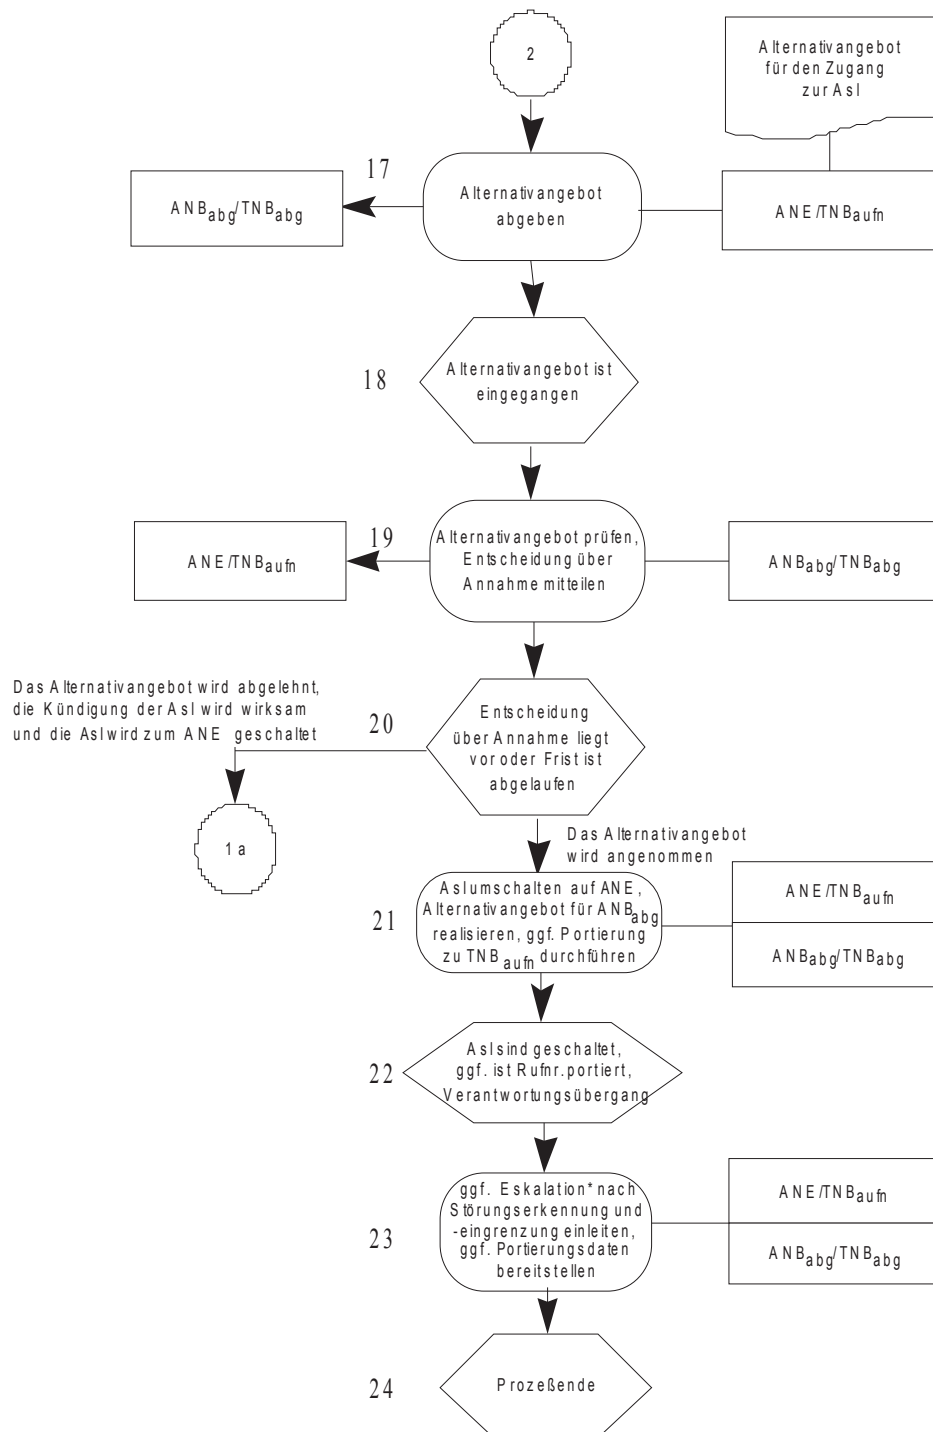 2
Alternativangebot
für den Zugang
zur Asl
17
ANBabg/TNBabg
Alternativangebot
abgeben
ANE/TNBaufn
18
Alternativangebot ist
eingegangen
19
ANE/TNBaufn
Alternativangebot prüfen,
Entscheidung über
Annahme mitteilen
ANBabg/TNBabg
Das Alternativangebot wird abgelehnt,
die Kündigung der Asl wird wirksam
und die Asl wird zum ANE geschaltet
20
Entscheidung
über Annahme liegt
vor oder Frist ist
abgelaufen
1a
Das Alternativangebot
wird angenommen
21
Asl umschalten auf ANE,
Alternativangebot für ANBabg
realisieren, ggf. Portierung
zu TNBaufn durchführen
ANE/TNBaufn
ANBabg/TNBabg
22
Asl sind geschaltet,
ggf. ist Rufnr. portiert,
Verantwortungsübergang
23
ggf. Eskalation* nach
Störungserkennung und
-eingrenzung einleiten,
ggf. Portierungsdaten
bereitstellen
ANE/TNBaufn
ANBabg/TNBabg
24
Prozeßende